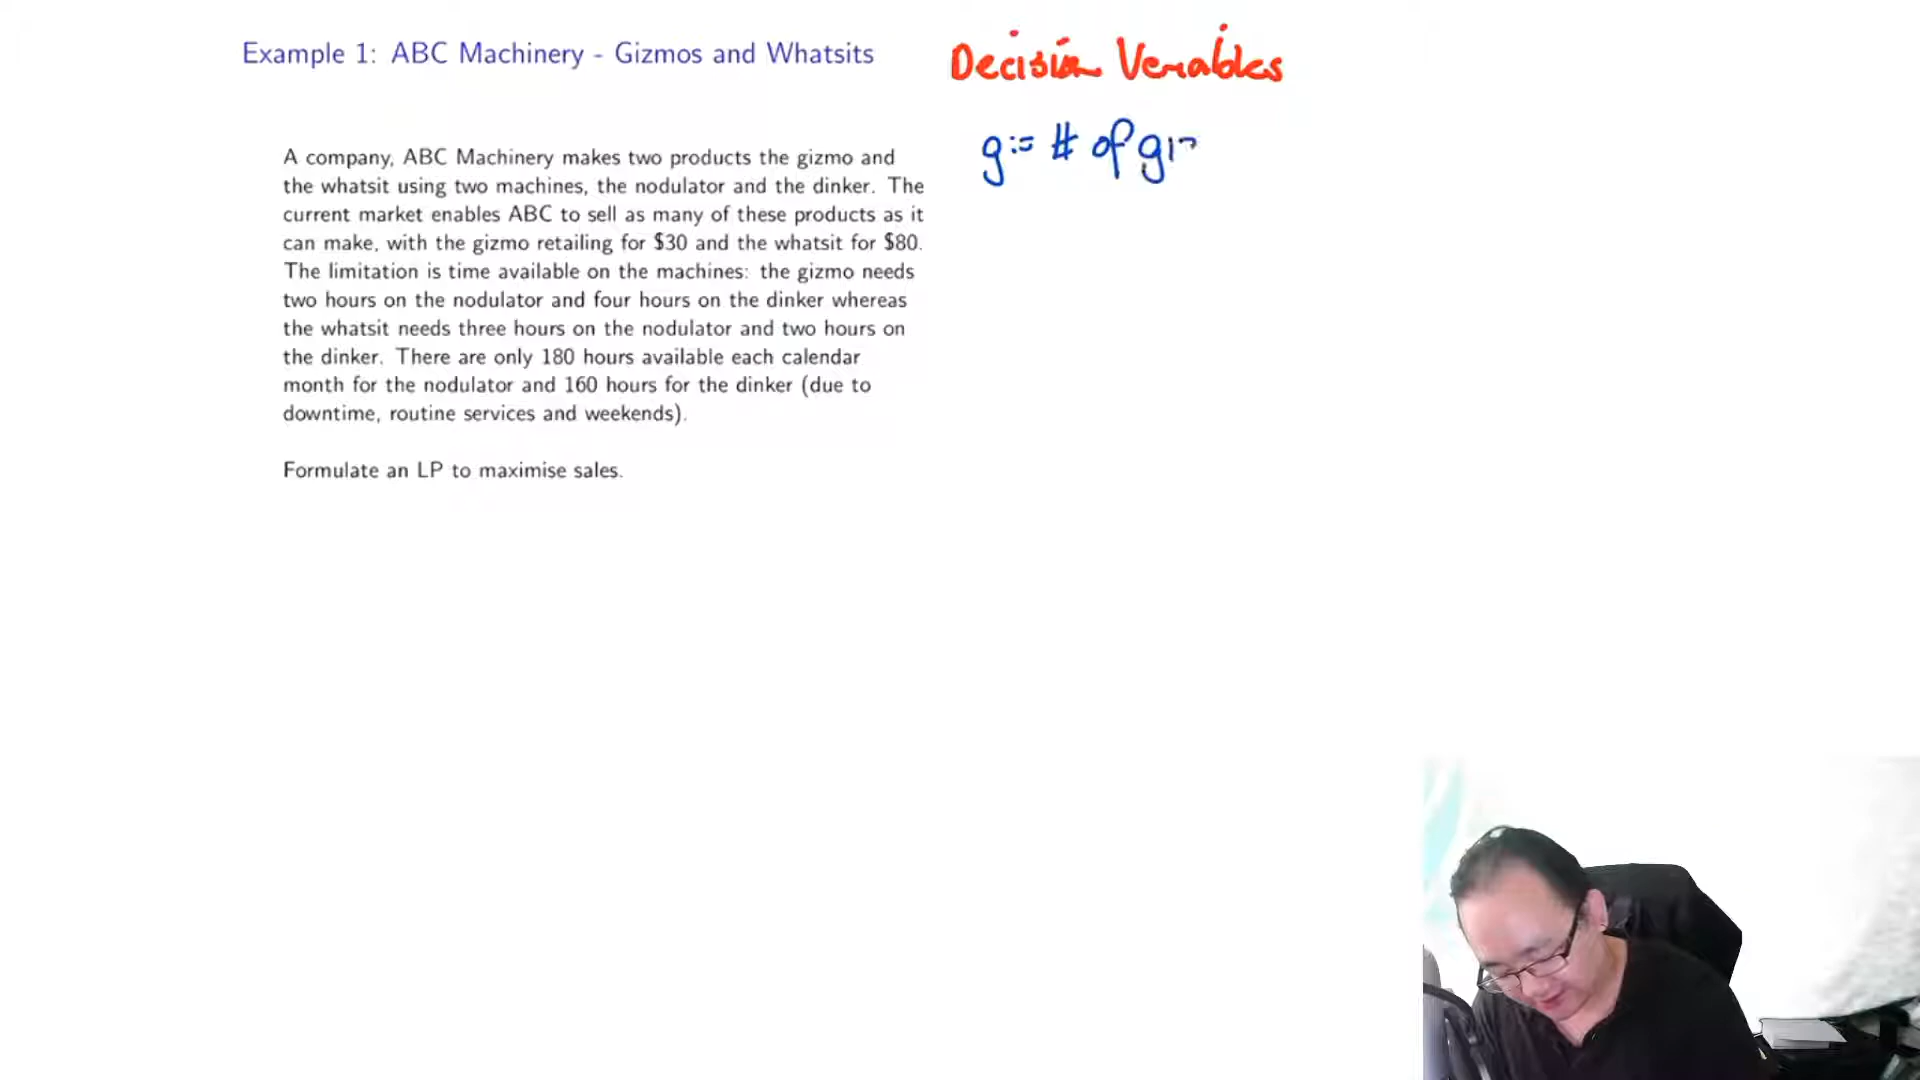 Example 1: ABC Machinery - Gizmos and Whatsits
A company, ABC Machinery makes two products the gizmo and
the whatsit using two machines, the nodulator and the dinker. The
current market enables ABC to sell as many of these products as it
can make, with the gizmo retailing for $30 and the whatsit for $80.
The limitation is time available on the machines: the gizmo needs
two hours on the nodulator and four hours on the dinker whereas
the whatsit needs three hours on the nodulator and two hours on
the dinker. There are only 180 hours available each calendar
month for the nodulator and 160 hours for the dinker (due to
downtime, routine services and weekends).
Formulate an LP to maximise sales.
Decision Variables
g := # of gi